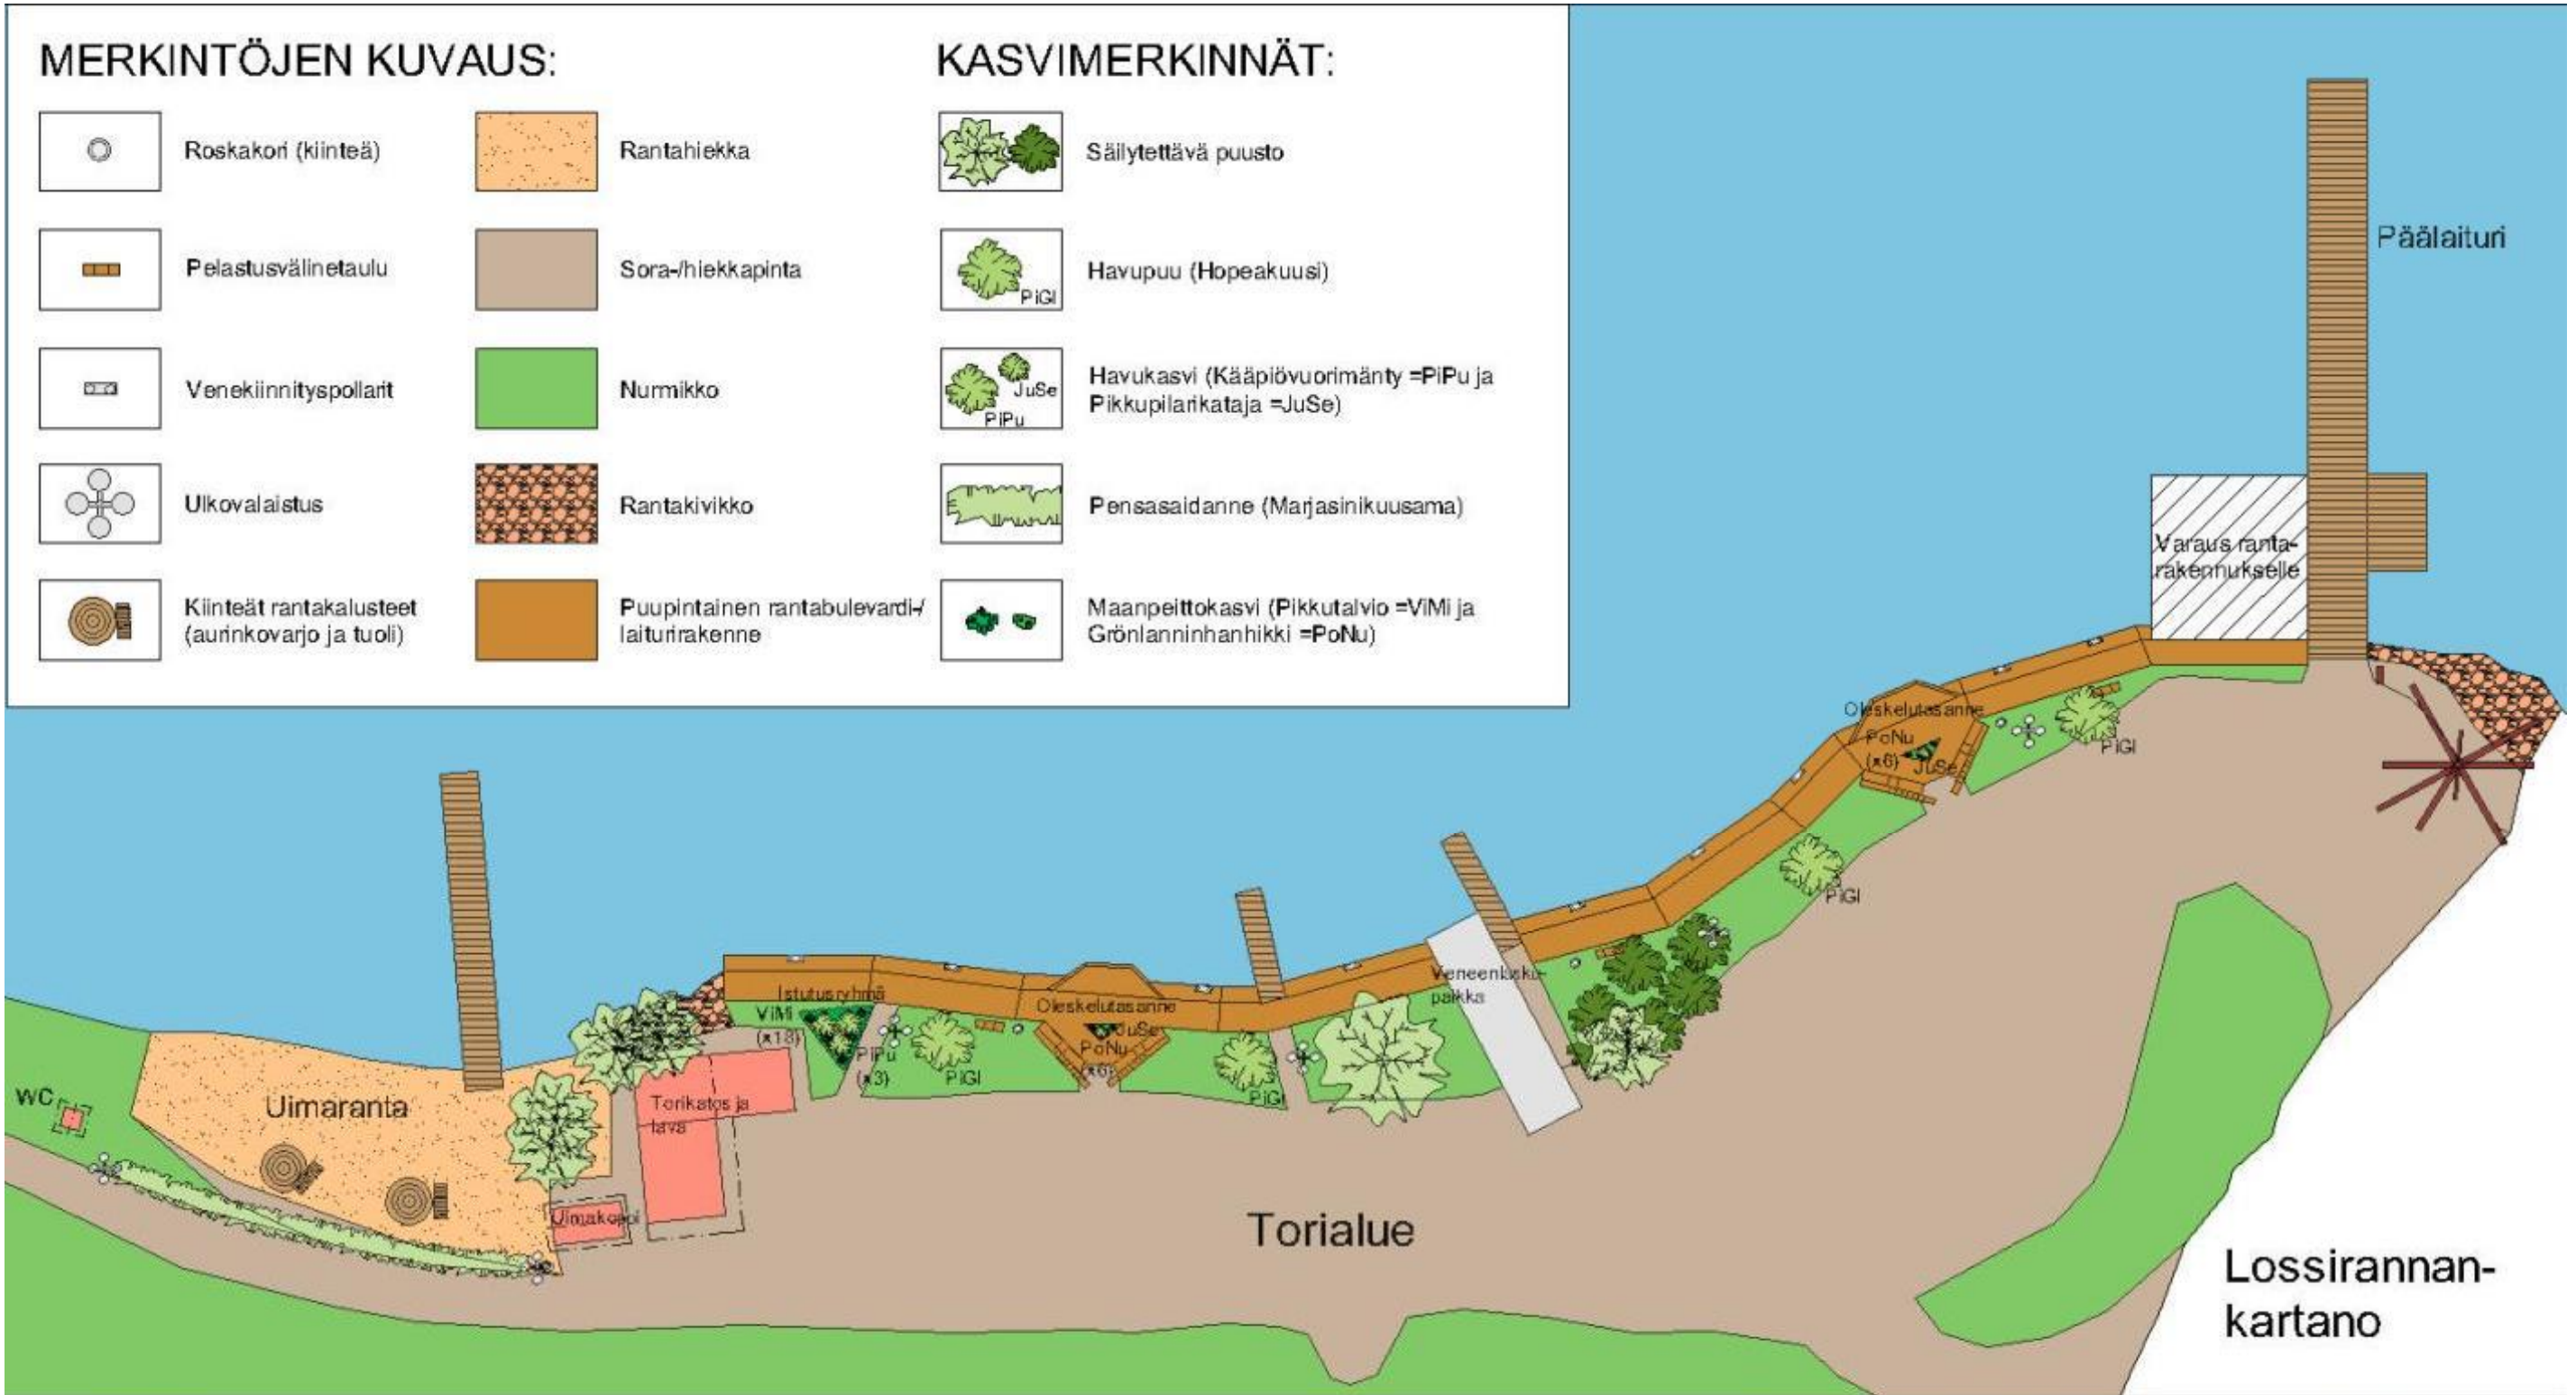 MERKINTÖJEN KUVAUS:
Roskakori (kiinteä)
Pelastusvälinetaulu
Venekiinnityspollarit
Ulkovalaistus
Kiinteät rantakalusteet
(aurinkovarjo ja tuoli)
Rantahiekka
Sora-/hiekkapinta
Nurmikko
Rantakivikko
Puupintainen rantabulevardi-/
laiturirakenne
KASVIMERKINNÄT:
Säilytettävä puusto
PiGl
Havupuu (Hopeakuusi)
JuSe
PiPu
Havukasvi (Kääpiövuorimänty =PiPu ja
Pikkupilarikataja =JuSe)
Pensasaidanne (Marjasinikuusama)
Maanpeittokasvi (Pikkutalvio =ViMi ja
Grönlanninhanhikki =PoNu)
Päälaituri
Varaus ranta-
rakennukselle
Oleskelutasanne
PoNu
(x6)
JuSe
PiGl
PiGl
Veneenlasku-
paikka
Istutusryhmä
ViMi
(x18)
PiPu
(x3)
PiGl
Oleskelutasanne
JuSe
PoNu
(x6)
PiGl
WC
Uimaranta
Torikatos ja
lava
Uimakoppi
Torialue
Lossirannan-
kartano